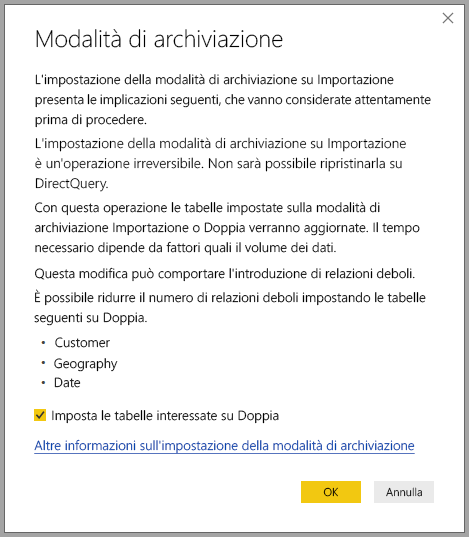 Modalità di archiviazione
L'impostazione della modalità di archiviazione su Importazione
presenta le implicazioni seguenti, che vanno considerate attentamente
prima di procedere.
L'impostazione della modalità di archiviazione su Importazione
è un'operazione irreversibile. Non sarà possibile ripristinarla su
DirectQuery.
Con questa operazione le tabelle impostate sulla modalità di
archiviazione Importazione o Doppia verranno aggiornate. Il tempo
necessario dipende da fattori quali il volume dei dati.
Questa modifica può comportare l'introduzione di relazioni deboli.
È possibile ridurre il numero di relazioni deboli impostando le tabelle
seguenti su Doppia.
• Customer
• Geography
• Date
Imposta le tabelle interessate su Doppia
Altre informazioni sull'impostazione della modalità di archiviazione
OK
Annulla